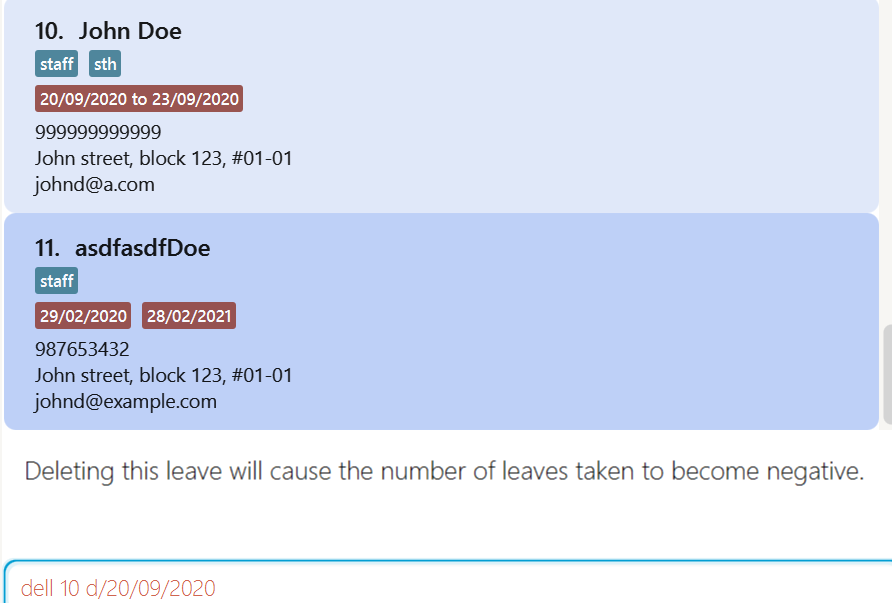 10. John Doe
staff sth
20/09/2020 to 23/09/2020
999999999999
John street, block 123, #01-01
johnd@a.com
11. asdfasdfDoe
staff
29/02/2020 28/02/2021
987653432
John street, block 123, #01-01
johnd@example.com
Deleting this leave will cause the number of leaves taken to become negative.
dell 10 d/20/09/2020